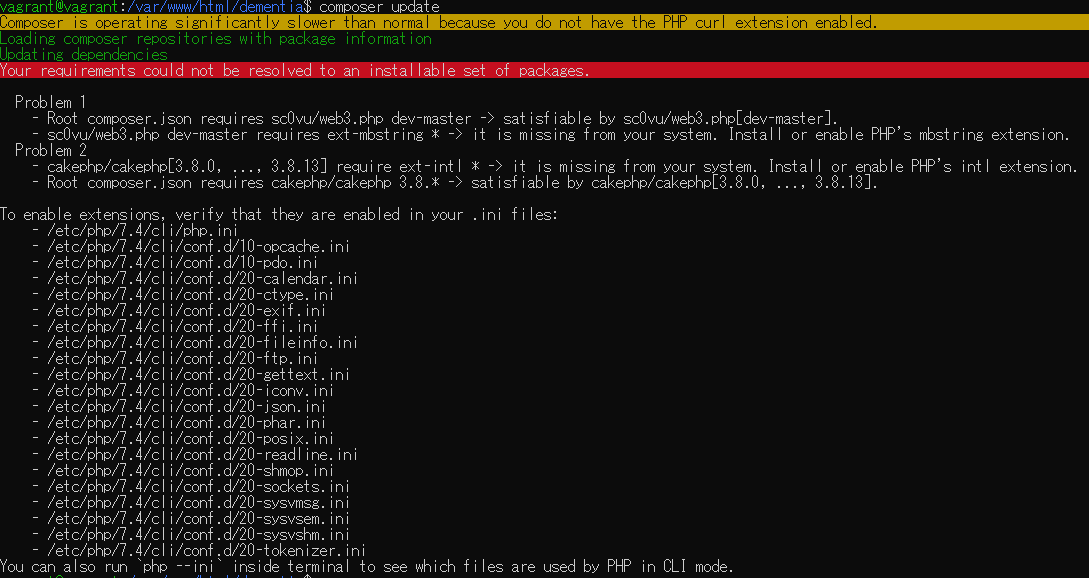 vagrant@vagrant:/var/www/html/dementia$ composer update
Composer is operating significantly slower than normal because you do not have the PHP curl extension enabled.
Loading composer repositories with package information
Updating dependencies
Your requirements could not be resolved to an installable set of packages.
Problem 1
- Root composer.json requires sc0vu/web3.php dev-master -> satisfiable by sc0vu/web3.php[dev-master].
- sc0vu/web3.php dev-master requires ext-mbstring * -> it is missing from your system. Install or enable PHP's mbstring extension.
Problem 2
- cakephp/cakephp[3.8.0, ..., 3.8.13] require ext-intl * -> it is missing from your system. Install or enable PHP's intl extension.
- Root composer.json requires cakephp/cakephp 3.8.* -> satisfiable by cakephp/cakephp[3.8.0, ..., 3.8.13].
To enable extensions, verify that they are enabled in your .ini files:
- /etc/php/7.4/cli/php.ini
- /etc/php/7.4/cli/conf.d/10-opcache.ini
- /etc/php/7.4/cli/conf.d/10-pdo.ini
- /etc/php/7.4/cli/conf.d/20-calendar.ini
- /etc/php/7.4/cli/conf.d/20-ctype.ini
- /etc/php/7.4/cli/conf.d/20-exif.ini
- /etc/php/7.4/cli/conf.d/20-ffi.ini
- /etc/php/7.4/cli/conf.d/20-fileinfo.ini
- /etc/php/7.4/cli/conf.d/20-ftp.ini
- /etc/php/7.4/cli/conf.d/20-gettext.ini
- /etc/php/7.4/cli/conf.d/20-iconv.ini
- /etc/php/7.4/cli/conf.d/20-json.ini
- /etc/php/7.4/cli/conf.d/20-phar.ini
- /etc/php/7.4/cli/conf.d/20-posix.ini
- /etc/php/7.4/cli/conf.d/20-readline.ini
- /etc/php/7.4/cli/conf.d/20-shmop.ini
- /etc/php/7.4/cli/conf.d/20-sockets.ini
- /etc/php/7.4/cli/conf.d/20-sysvmsg.ini
- /etc/php/7.4/cli/conf.d/20-sysvsem.ini
- /etc/php/7.4/cli/conf.d/20-sysvshm.ini
- /etc/php/7.4/cli/conf.d/20-tokenizer.ini
You can also run `php --ini` inside terminal to see which files are used by PHP in CLI mode.